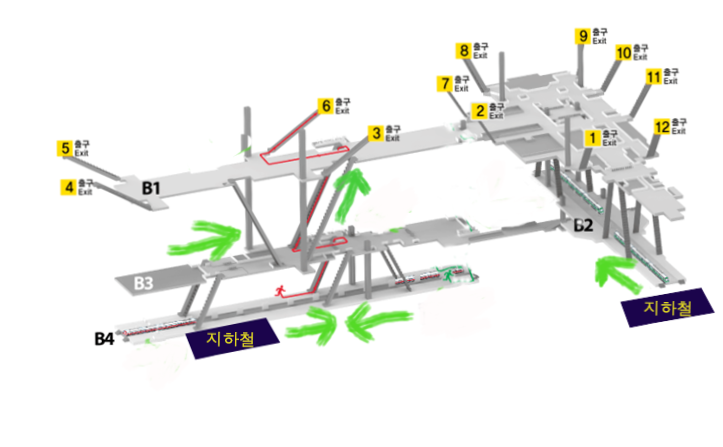 9 출구 Exit
8 출구 Exit
10 출구 Exit
11 출구 Exit
7 출구 Exit
6 출구 Exit
2 출구 Exit
12 출구 Exit
3 출구 Exit
1 출구 Exit
5 출구 Exit
4 출구 Exit
B1
B2
B3
지하철
B4
지하철